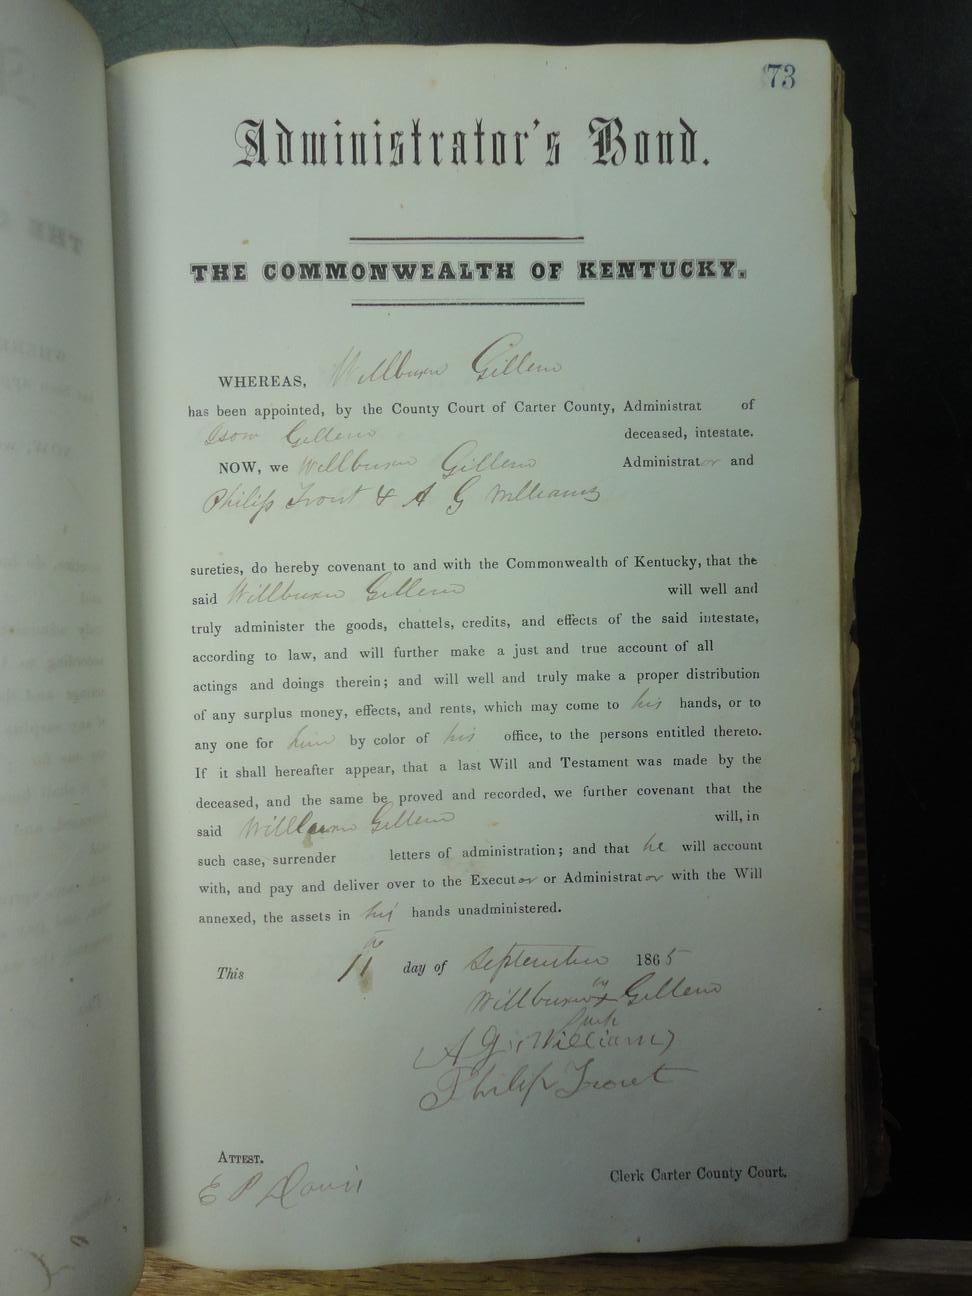 73
Administrator's Bond.
THE COMMONWEALTH OF KENTUCKY.
WHEREAS, Willburn Gillem
has been appointed, by the County Court of Carter County, Administrat of
Isom Gillem deceased, intestate.
NOW, we Willburn Gillem Administrator and
Philip Trout & A G Williams
sureties, do hereby covenant to and with the Commonwealth of Kentucky, that the
said Willburn Gillem will well and
truly administer the goods, chattels, credits, and effects of the said intestate,
according to law, and will further make a just and true account of all
actings and doings therein; and will well and truly make a proper distribution
of any surplus money, effects, and rents, which may come to his hands, or to
any one for him by color of his office, to the persons entitled thereto.
If it shall hereafter appear, that a last Will and Testament was made by the
deceased, and the same be proved and recorded, we further covenant that the
said Willburn Gillem will, in
such case, surrender letters of administration; and that he will account
with, and pay and deliver over to the Executor or Administrator with the Will
annexed, the assets in his hands unadministered.
This 11th day of September 1865
Willburn x Gillem
A G Williams
Philip Trout
ATTEST.
E P Davis
Clerk Carter County Court.